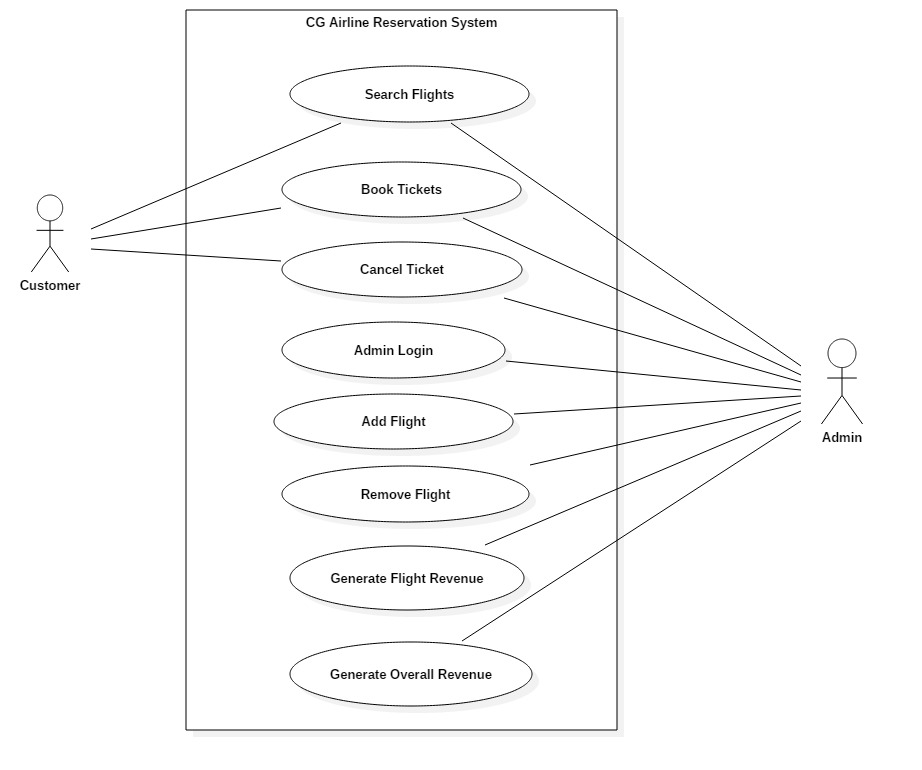 CG Airline Reservation System
Search Flights
Book Tickets
Cancel Ticket
Customer
Admin Login
Add Flight
Admin
Remove Flight
Generate Flight Revenue
Generate Overall Revenue